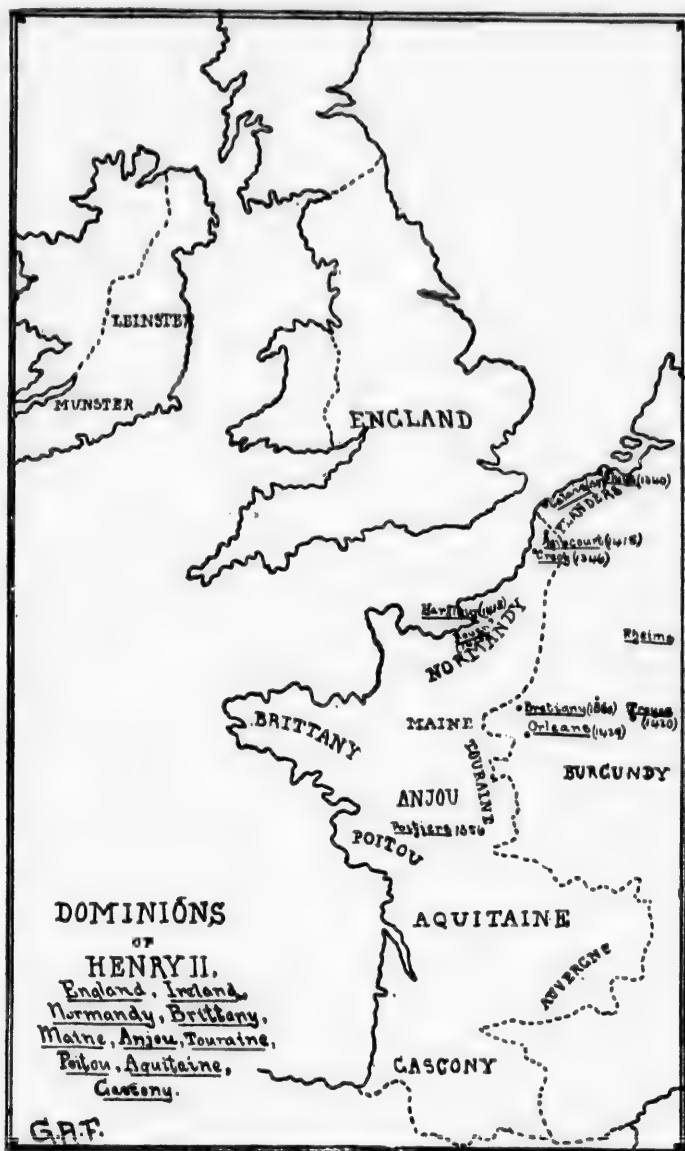 LEINSTER
MUNSTER
ENGLAND
(1340)
FLANDERS
(1415)
Crecy (1346)
Harfleur (1415)
Rouen
NORMANDY
Rheims
BRITTANY
MAINE
Bretigny (1360)
Troyes
(1420)
Orleans (1429)
TOURAINE
BURGUNDY
ANJOU
Poitiers 1356
POITOU
AQUITAINE
AUVERGNE
GASCONY
DOMINIONS
OF
HENRY II.
England, Ireland,
Normandy, Brittany,
Maine, Anjou, Touraine,
Poitou, Aquitaine,
Gascony.
G.A.F.